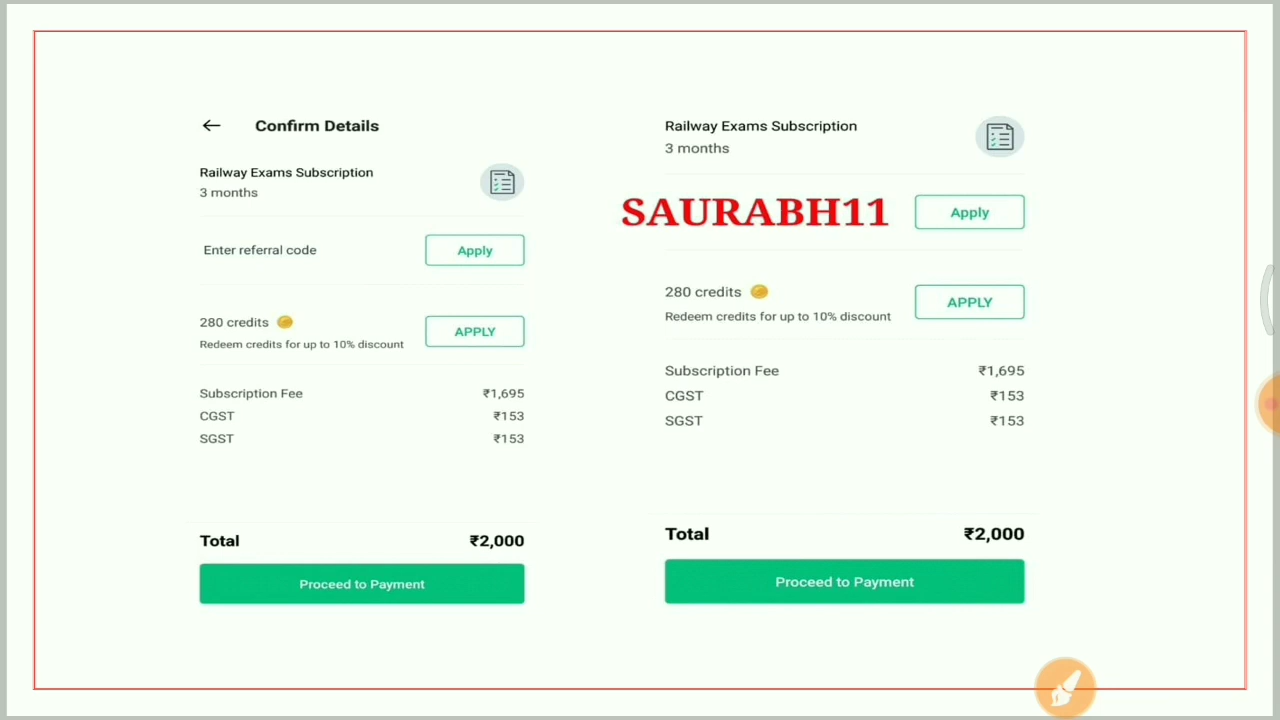 Confirm Details
Railway Exams Subscription
3 months
Enter referral code
Apply
280 credits
Redeem credits for up to 10% discount
APPLY
Subscription Fee ₹1,695
CGST ₹153
SGST ₹153
Total ₹2,000
Proceed to Payment
Railway Exams Subscription
3 months
SAURABH11
Apply
280 credits
Redeem credits for up to 10% discount
APPLY
Subscription Fee ₹1,695
CGST ₹153
SGST ₹153
Total ₹2,000
Proceed to Payment